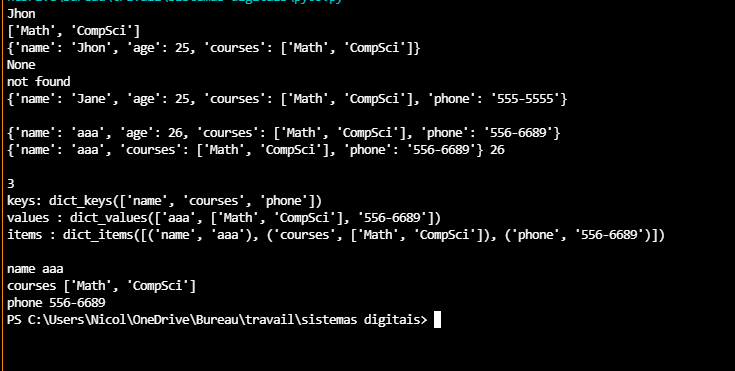 Jhon
['Math', 'CompSci']
{'name': 'Jhon', 'age': 25, 'courses': ['Math', 'CompSci']}
None
not found
{'name': 'Jane', 'age': 25, 'courses': ['Math', 'CompSci'], 'phone': '555-5555'}
{'name': 'aaa', 'age': 26, 'courses': ['Math', 'CompSci'], 'phone': '556-6689'}
{'name': 'aaa', 'courses': ['Math', 'CompSci'], 'phone': '556-6689'} 26
3
keys: dict_keys(['name', 'courses', 'phone'])
values : dict_values(['aaa', ['Math', 'CompSci'], '556-6689'])
items : dict_items([('name', 'aaa'), ('courses', ['Math', 'CompSci']), ('phone', '556-6689')])
name aaa
courses ['Math', 'CompSci']
phone 556-6689
PS C:\Users\Nicol\OneDrive\Bureau\travail\sistemas digitais>